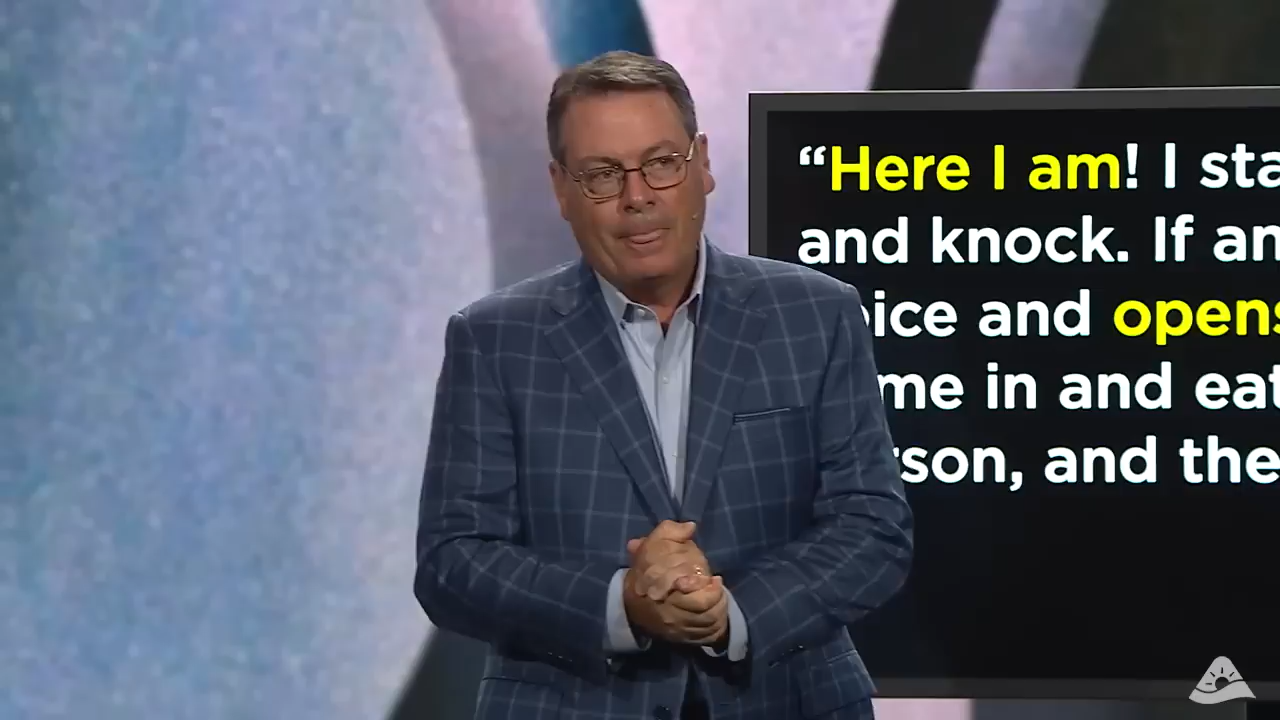 “Here I am! I sta
and knock. If an
oice and opens
me in and eat
rson, and the